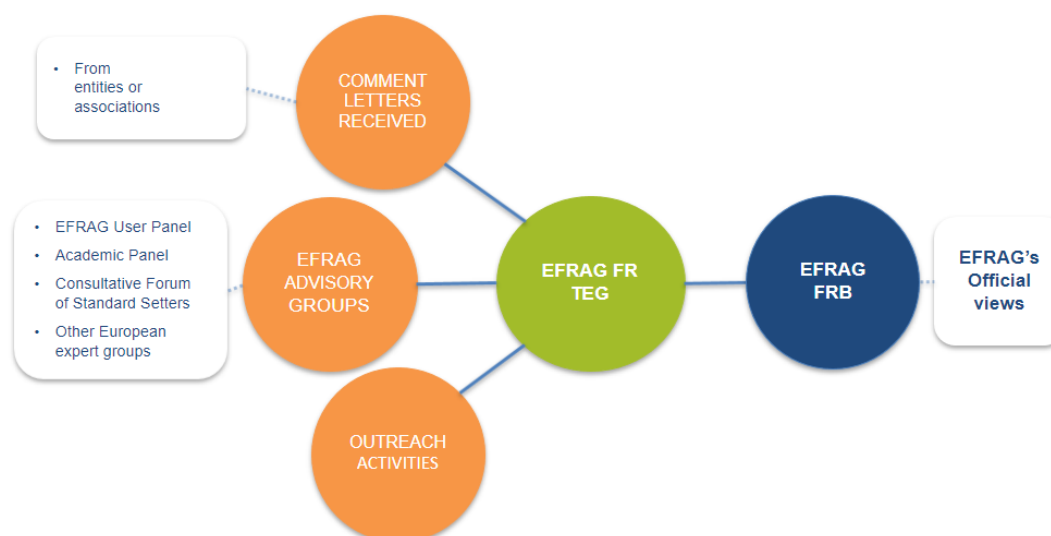 • From
entities or
associations
COMMENT
LETTERS
RECEIVED
• EFRAG User Panel
• Academic Panel
• Consultative Forum
of Standard Setters
• Other European
expert groups
EFRAG
ADVISORY
GROUPS
OUTREACH
ACTIVITIES
EFRAG FR
TEG
EFRAG
FRB
EFRAG's
Official
views